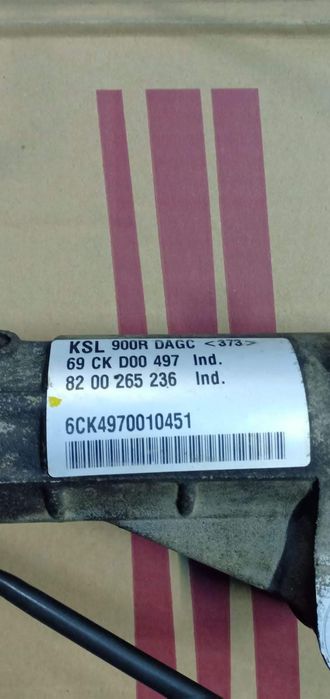 KSL 900R DAGC <373>
69 CK D00 497 Ind.
82 00 265 236 Ind.
6CK4970010451